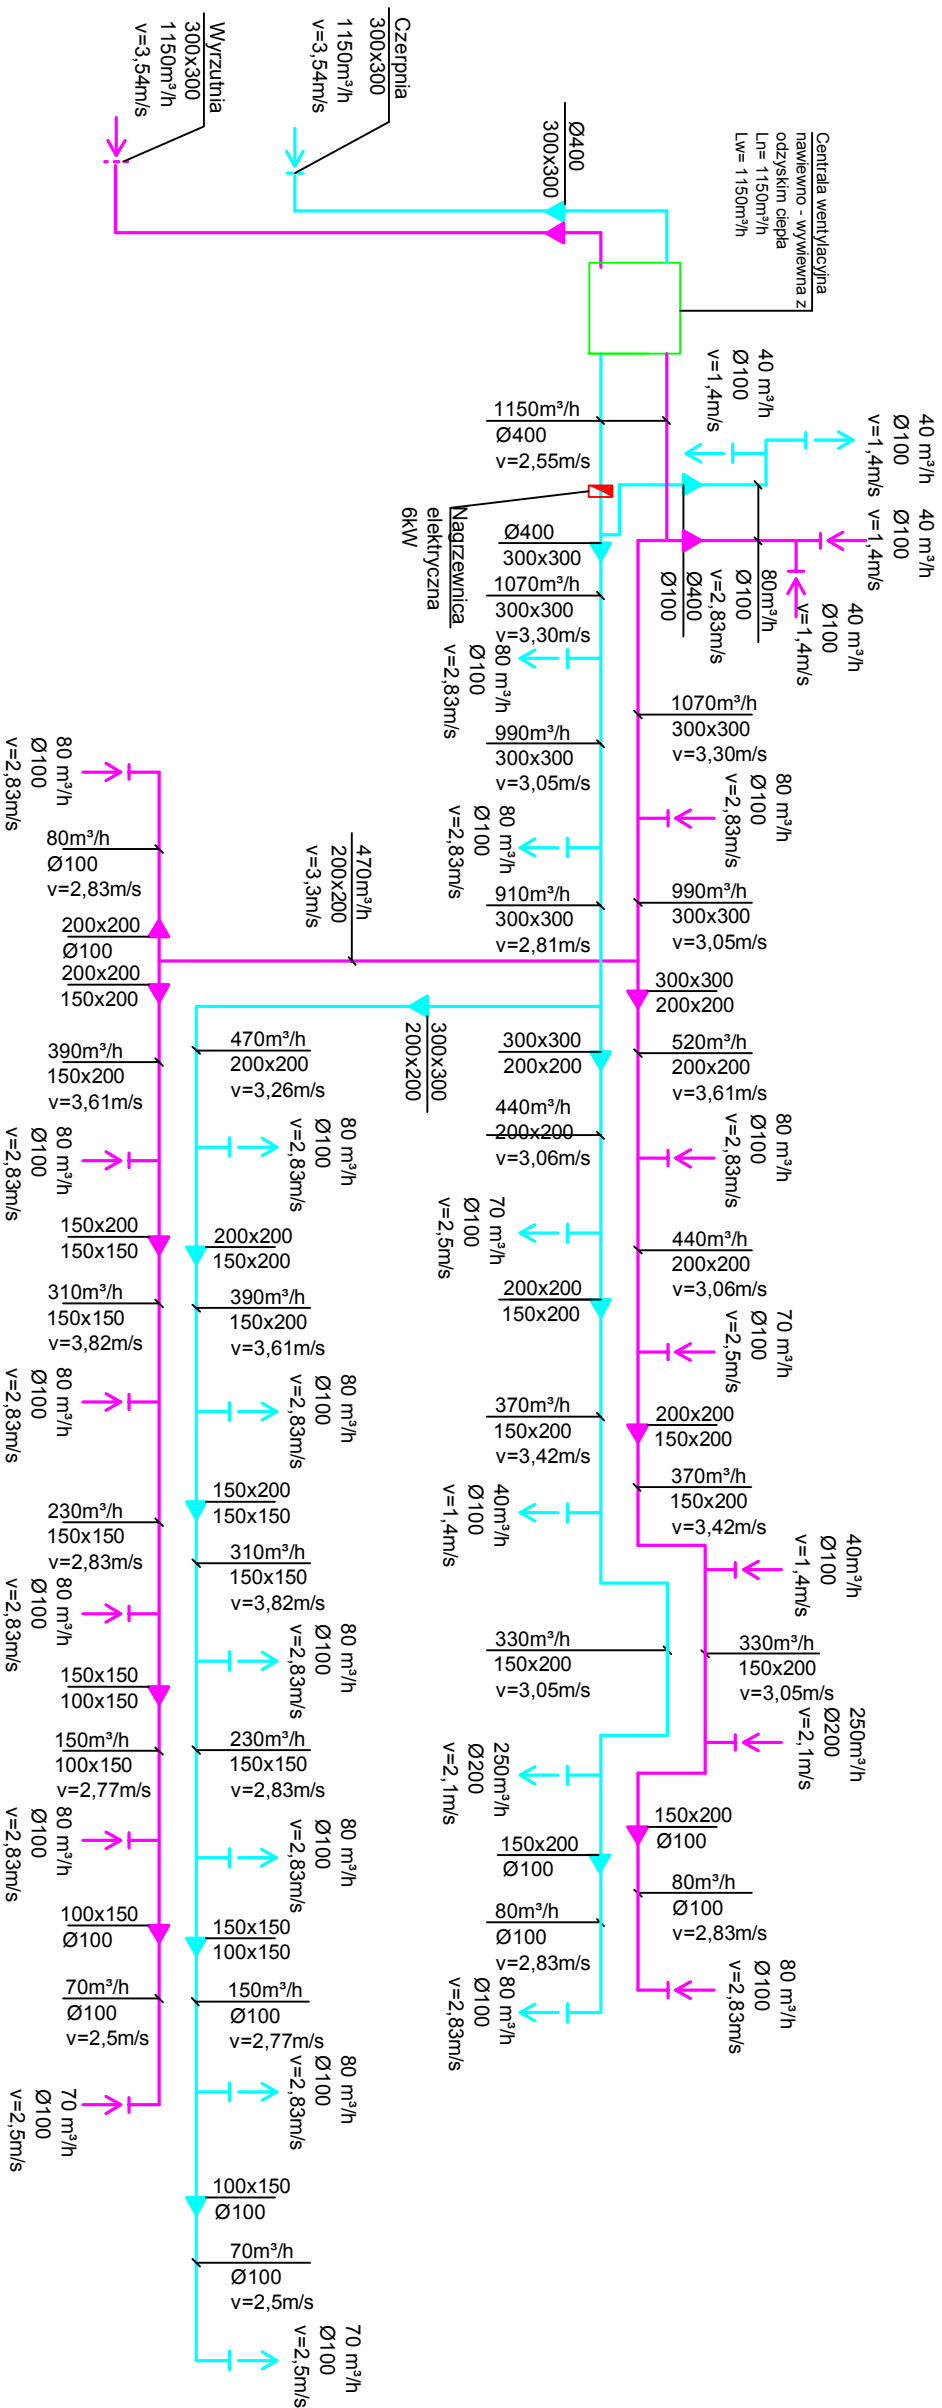 Centrala wentylacyjna
nawiewno - wywiewna z
odzyskim ciepła
Ln= 1150m³/h
Lw= 1150m³/h
Czerpnia
300x300
1150m³/h
v=3,54m/s
Wyrzutnia
300x300
1150m³/h
v=3,54m/s
Ø400
300x300
40 m³/h
Ø100
v=1,4m/s
40 m³/h
Ø100
v=1,4m/s
40 m³/h
Ø100
v=1,4m/s
40 m³/h
Ø100
v=1,4m/s
80m³/h
Ø100
v=2,83m/s
Ø400
Ø100
1150m³/h
Ø400
v=2,55m/s
Nagrzewnica
elektryczna
6kW
Ø400
300x300
1070m³/h
300x300
v=3,30m/s
80 m³/h
Ø100
v=2,83m/s
990m³/h
300x300
v=3,05m/s
80 m³/h
Ø100
v=2,83m/s
910m³/h
300x300
v=2,81m/s
300x300
200x200
440m³/h
200x200
v=3,06m/s
70 m³/h
Ø100
v=2,5m/s
200x200
150x200
370m³/h
150x200
v=3,42m/s
40m³/h
Ø100
v=1,4m/s
330m³/h
150x200
v=3,05m/s
250m³/h
Ø200
v=2,1m/s
150x200
Ø100
80m³/h
Ø100
v=2,83m/s
80 m³/h
Ø100
v=2,83m/s
1070m³/h
300x300
v=3,30m/s
80 m³/h
Ø100
v=2,83m/s
990m³/h
300x300
v=3,05m/s
300x300
200x200
520m³/h
200x200
v=3,61m/s
80 m³/h
Ø100
v=2,83m/s
440m³/h
200x200
v=3,06m/s
70 m³/h
Ø100
v=2,5m/s
200x200
150x200
370m³/h
150x200
v=3,42m/s
40m³/h
Ø100
v=1,4m/s
330m³/h
150x200
v=3,05m/s
250m³/h
Ø200
v=2,1m/s
150x200
Ø100
80m³/h
Ø100
v=2,83m/s
80 m³/h
Ø100
v=2,83m/s
470m³/h
200x200
v=3,3m/s
300x300
200x200
470m³/h
200x200
v=3,26m/s
80 m³/h
Ø100
v=2,83m/s
200x200
150x200
390m³/h
150x200
v=3,61m/s
80 m³/h
Ø100
v=2,83m/s
150x200
150x150
310m³/h
150x150
v=3,82m/s
80 m³/h
Ø100
v=2,83m/s
230m³/h
150x150
v=2,83m/s
80 m³/h
Ø100
v=2,83m/s
150x150
100x150
150m³/h
Ø100
v=2,77m/s
80 m³/h
Ø100
v=2,83m/s
100x150
Ø100
70m³/h
Ø100
v=2,5m/s
70 m³/h
Ø100
v=2,5m/s
80 m³/h
Ø100
v=2,83m/s
80m³/h
Ø100
v=2,83m/s
200x200
Ø100
200x200
150x200
390m³/h
150x200
v=3,61m/s
80 m³/h
Ø100
v=2,83m/s
150x200
150x150
310m³/h
150x150
v=3,82m/s
80 m³/h
Ø100
v=2,83m/s
230m³/h
150x150
v=2,83m/s
80 m³/h
Ø100
v=2,83m/s
150x150
100x150
150m³/h
100x150
v=2,77m/s
80 m³/h
Ø100
v=2,83m/s
100x150
Ø100
70m³/h
Ø100
v=2,5m/s
70 m³/h
Ø100
v=2,5m/s